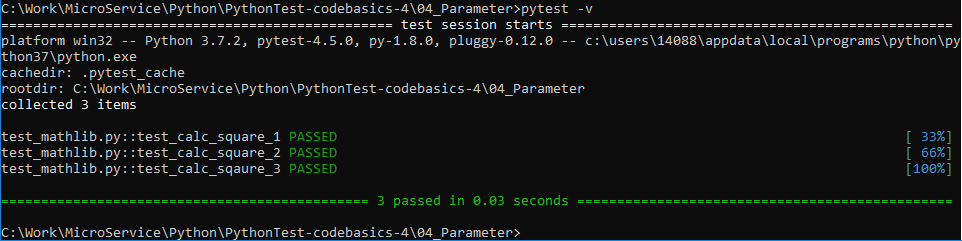 C:\Work\MicroService\Python\PythonTest-codebasics-4\04_Parameter>pytest -v
================================================= test session starts =================================================
platform win32 -- Python 3.7.2, pytest-4.5.0, py-1.8.0, pluggy-0.12.0 -- c:\users\14088\appdata\local\programs\python\py
thon37\python.exe
cachedir: .pytest_cache
rootdir: C:\Work\MicroService\Python\PythonTest-codebasics-4\04_Parameter
collected 3 items
test_mathlib.py::test_calc_square_1 PASSED [ 33%]
test_mathlib.py::test_calc_square_2 PASSED [ 66%]
test_mathlib.py::test_calc_sqaure_3 PASSED [100%]
============================================== 3 passed in 0.03 seconds ===============================================
C:\Work\MicroService\Python\PythonTest-codebasics-4\04_Parameter>